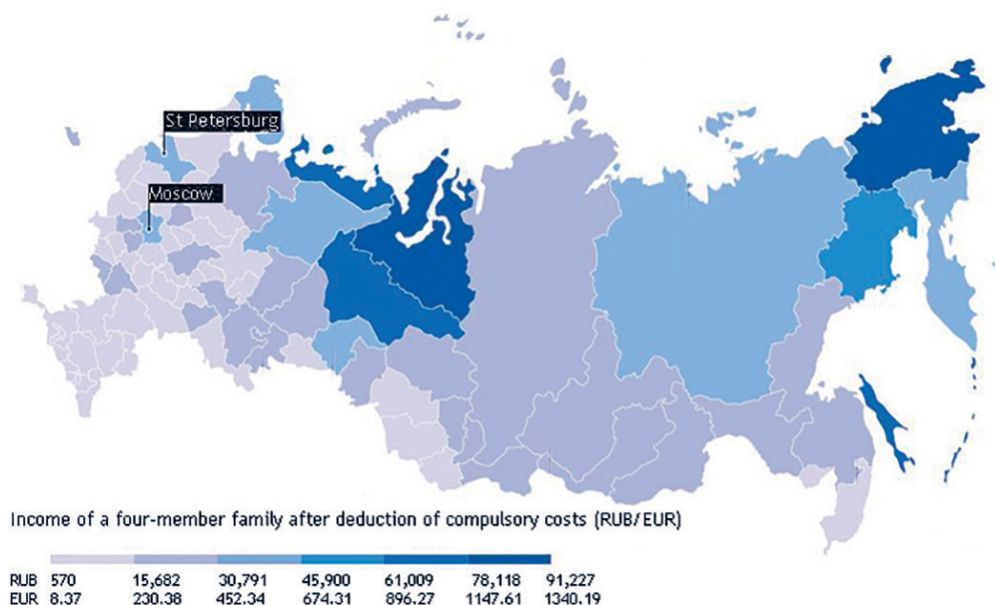 St Petersburg
Moscow
Income of a four-member family after deduction of compulsory costs (RUB/EUR)
RUB 570 15,682 30,791 45,900 61,009 78,118 91,227
EUR 8.37 230.38 452.34 674.31 896.27 1147.61 1340.19